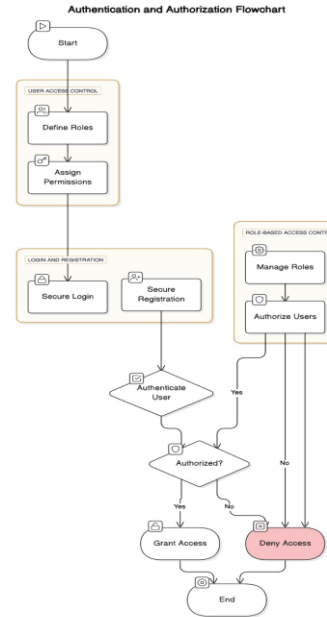 Authentication and Authorization Flowchart
Start
USER ACCESS CONTROL
Define Roles
Assign
Permissions
LOGIN AND REGISTRATION
Secure Login
Secure
Registration
ROLE-BASED ACCESS CONT
Manage Roles
Authorize Users
Authenticate
User
Yes
Authorized?
No
Yes
No
Grant Access
Deny Access
End